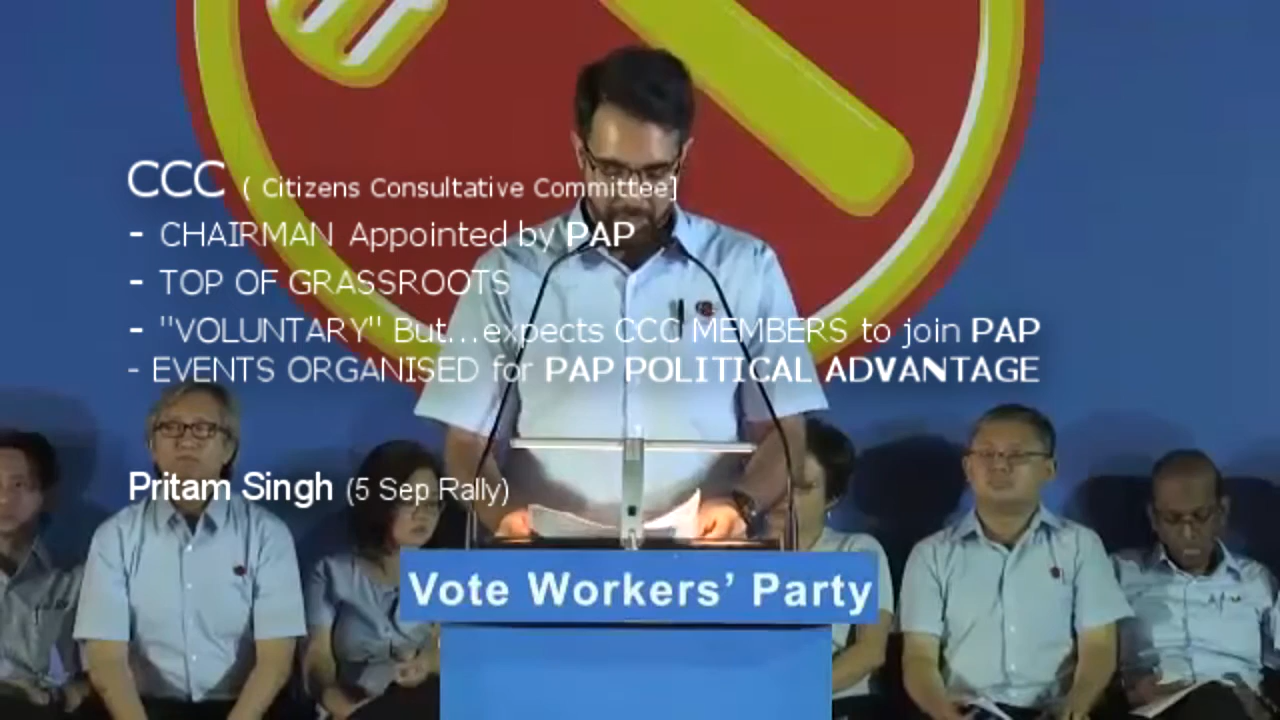 CCC ( Citizens Consultative Committee]
- CHAIRMAN Appointed by PAP
- TOP OF GRASSROOTS
- "VOLUNTARY" But...expects CCC MEMBERS to join PAP
- EVENTS ORGANISED for PAP POLITICAL ADVANTAGE
Pritam Singh (5 Sep Rally)
Vote Workers' Party